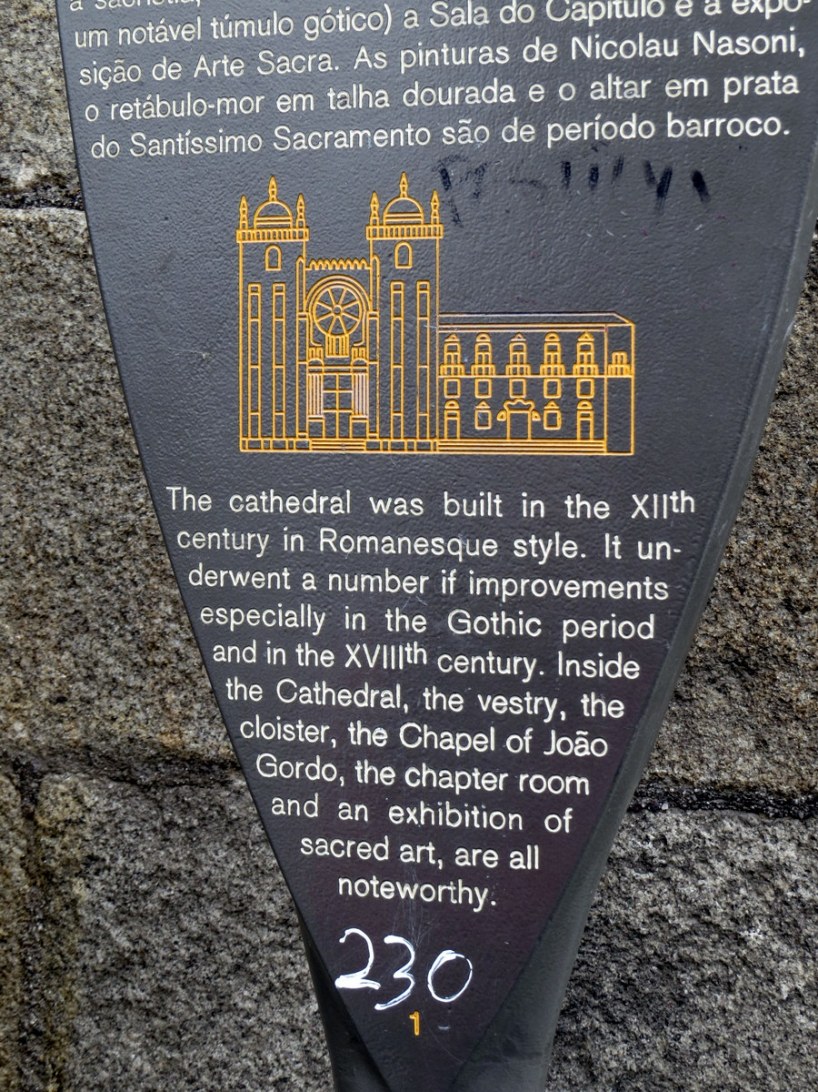 a sacristia,
um notável túmulo gótico) a Sala do Capítulo e a expo-
sição de Arte Sacra. As pinturas de Nicolau Nasoni,
o retábulo-mor em talha dourada e o altar em prata
do Santíssimo Sacramento são de período barroco.
The cathedral was built in the XIIth
century in Romanesque style. It un-
derwent a number if improvements
especially in the Gothic period
and in the XVIIIth century. Inside
the Cathedral, the vestry, the
cloister, the Chapel of João
Gordo, the chapter room
and an exhibition of
sacred art, are all
noteworthy.
230
1